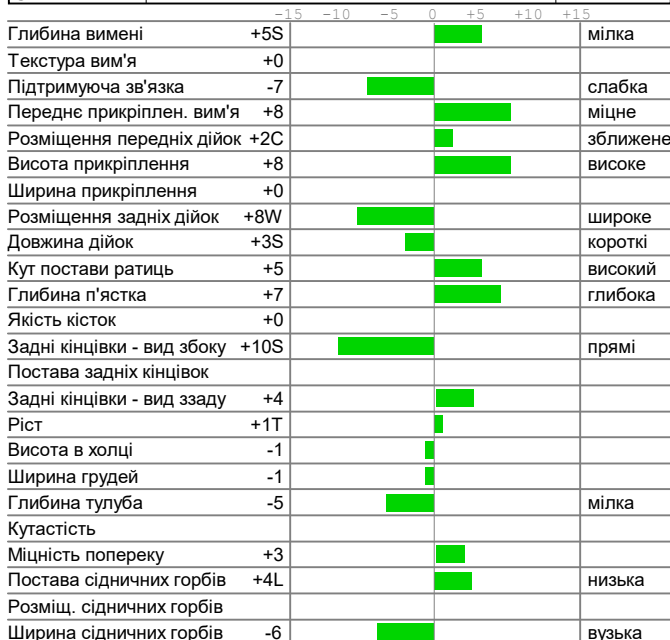 -15 -10 -5 0 +5 +10 +15
Глибина вимені +5S мілка
Текстура вим'я +0
Підтримуюча зв'язка -7 слабка
Переднє прикріплен. вим'я +8 міцне
Розміщення передніх дійок +2C зближене
Висота прикріплення +8 високе
Ширина прикріплення +0
Розміщення задніх дійок +8W широке
Довжина дійок +3S короткі
Кут постави ратиць +5 високий
Глибина п'ястка +7 глибока
Якість кісток +0
Задні кінцівки - вид збоку +10S прямі
Постава задніх кінцівок
Задні кінцівки - вид ззаду +4
Ріст +1T
Висота в холці -1
Ширина грудей -1
Глибина тулуба -5 мілка
Кутастість
Міцність попереку +3
Постава сідничних горбів +4L низька
Розміщ. сідничних горбів
Ширина сідничних горбів -6 вузька